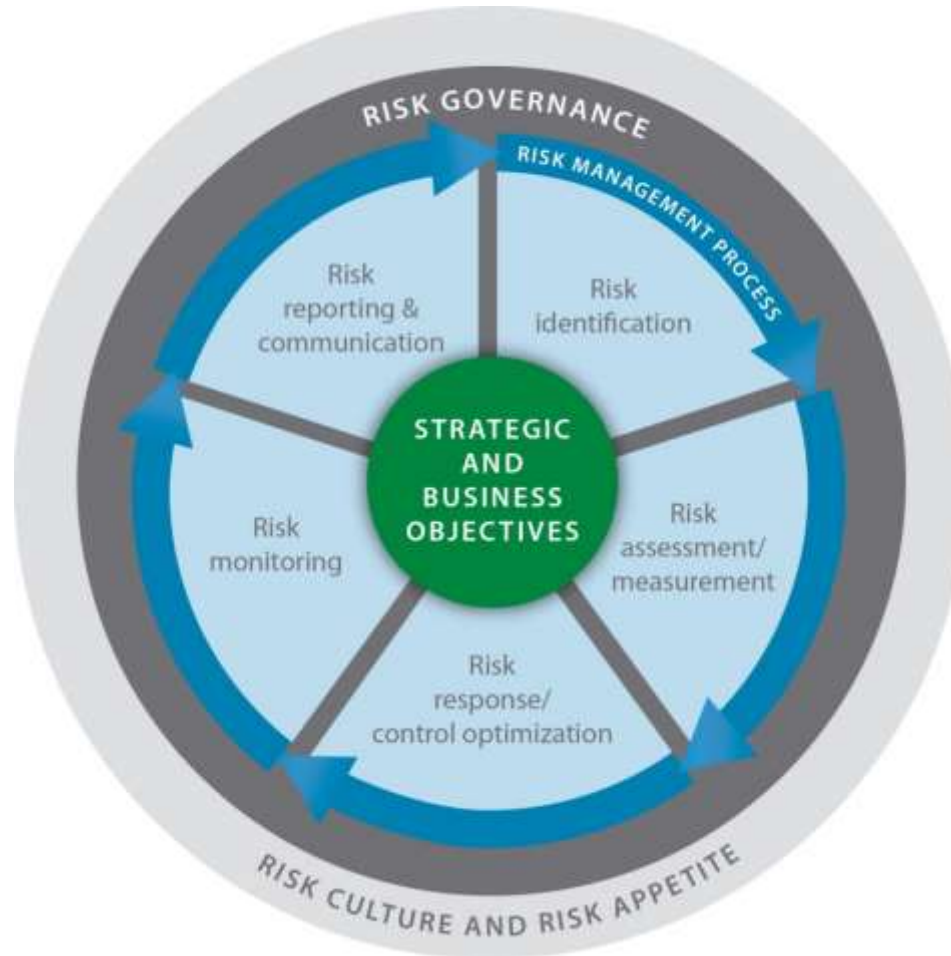 RISK GOVERNANCE
RISK MANAGEMENT PROCESS
Risk
identification
Risk
assessment/
measurement
Risk
response/
control optimization
Risk
monitoring
Risk
reporting &
communication
STRATEGIC
AND
BUSINESS
OBJECTIVES
RISK CULTURE AND RISK APPETITE